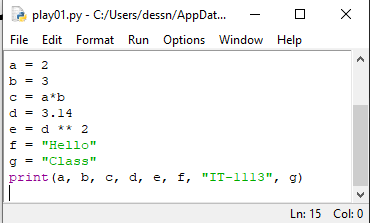 play01.py - C:/Users/dessn/AppDat...
File Edit Format Run Options Window Help
a = 2
b = 3
c = a*b
d = 3.14
e = d ** 2
f = "Hello"
g = "Class"
print(a, b, c, d, e, f, "IT-1113", g)
Ln: 15 Col: 0